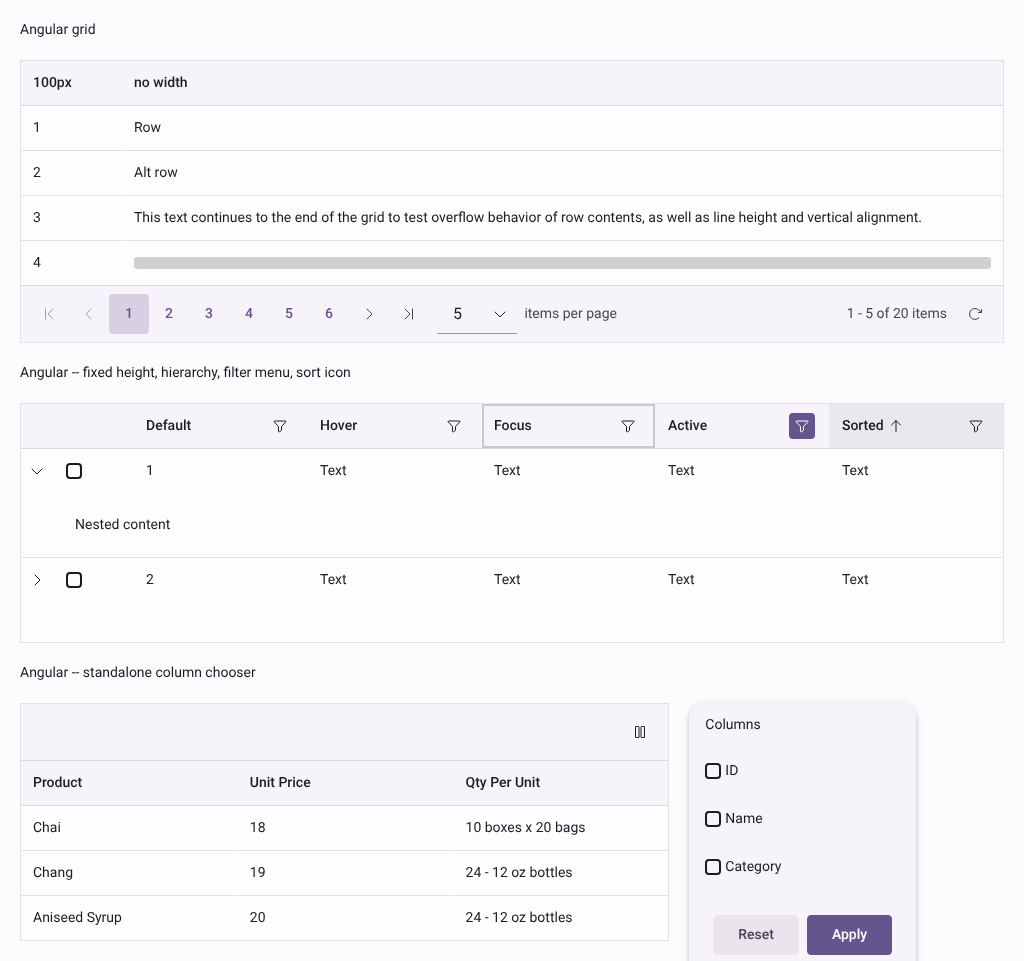 Angular grid
100px no width
1 Row
2 Alt row
3 This text continues to the end of the grid to test overflow behavior of row contents, as well as line height and vertical alignment.
4
1 2 3 4 5 6 5 items per page 1 - 5 of 20 items
Angular -- fixed height, hierarchy, filter menu, sort icon
Default Hover Focus Active Sorted
1 Text Text Text Text
Nested content
2 Text Text Text Text
Angular -- standalone column chooser
Product Unit Price Qty Per Unit
Chai 18 10 boxes x 20 bags
Chang 19 24 - 12 oz bottles
Aniseed Syrup 20 24 - 12 oz bottles
Columns
ID
Name
Category
Reset Apply